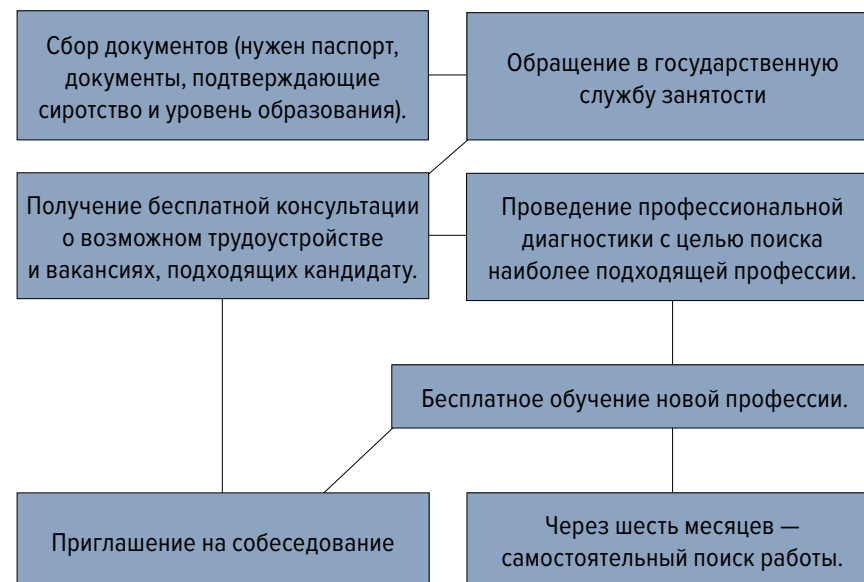 Сбор документов (нужен паспорт,
документы, подтверждающие
сиротство и уровень образования).
Обращение в государственную
службу занятости
Получение бесплатной консультации
о возможном трудоустройстве
и вакансиях, подходящих кандидату.
Проведение профессиональной
диагностики с целью поиска
наиболее подходящей профессии.
Бесплатное обучение новой профессии.
Приглашение на собеседование
Через шесть месяцев —
самостоятельный поиск работы.